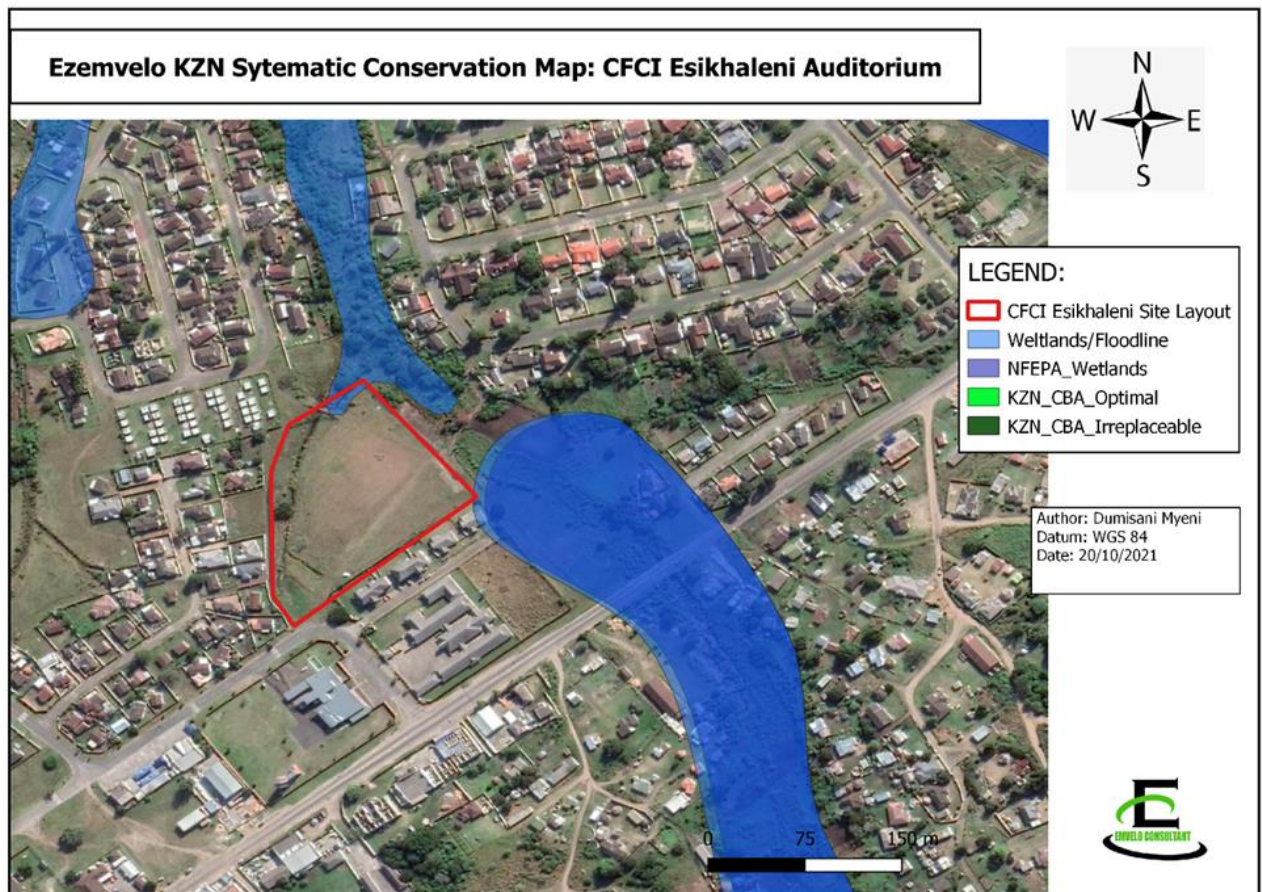 Ezemvelo KZN Sytematic Conservation Map: CFCI Esikhaleni Auditorium
N
W E
S
LEGEND:
CFCI Esikhaleni Site Layout
Weltlands/Floodline
NFEPA_Wetlands
KZN_CBA_Optimal
KZN_CBA_Irreplaceable
Author: Dumisani Myeni
Datum: WGS 84
Date: 20/10/2021
0 75 150 m
E
EMVELO CONSULTANT